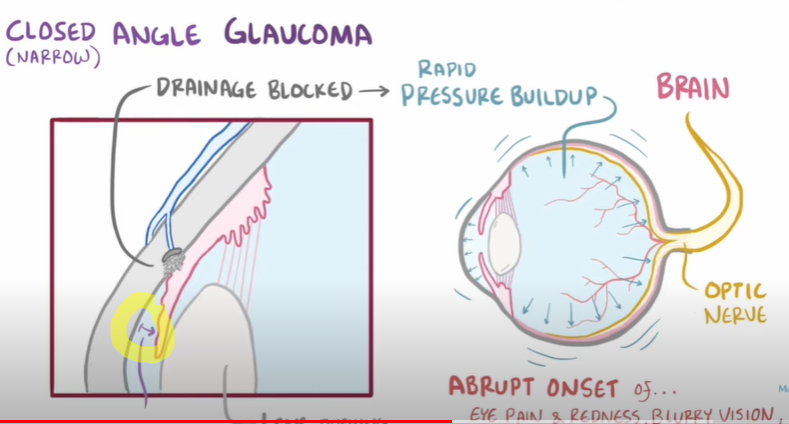 CLOSED ANGLE GLAUCOMA
(NARROW)
DRAINAGE BLOCKED → RAPID
PRESSURE BUILDUP
BRAIN
OPTIC
NERVE
ABRUPT ONSET of...
EYE PAIN & REDNESS, BLURRY VISION,